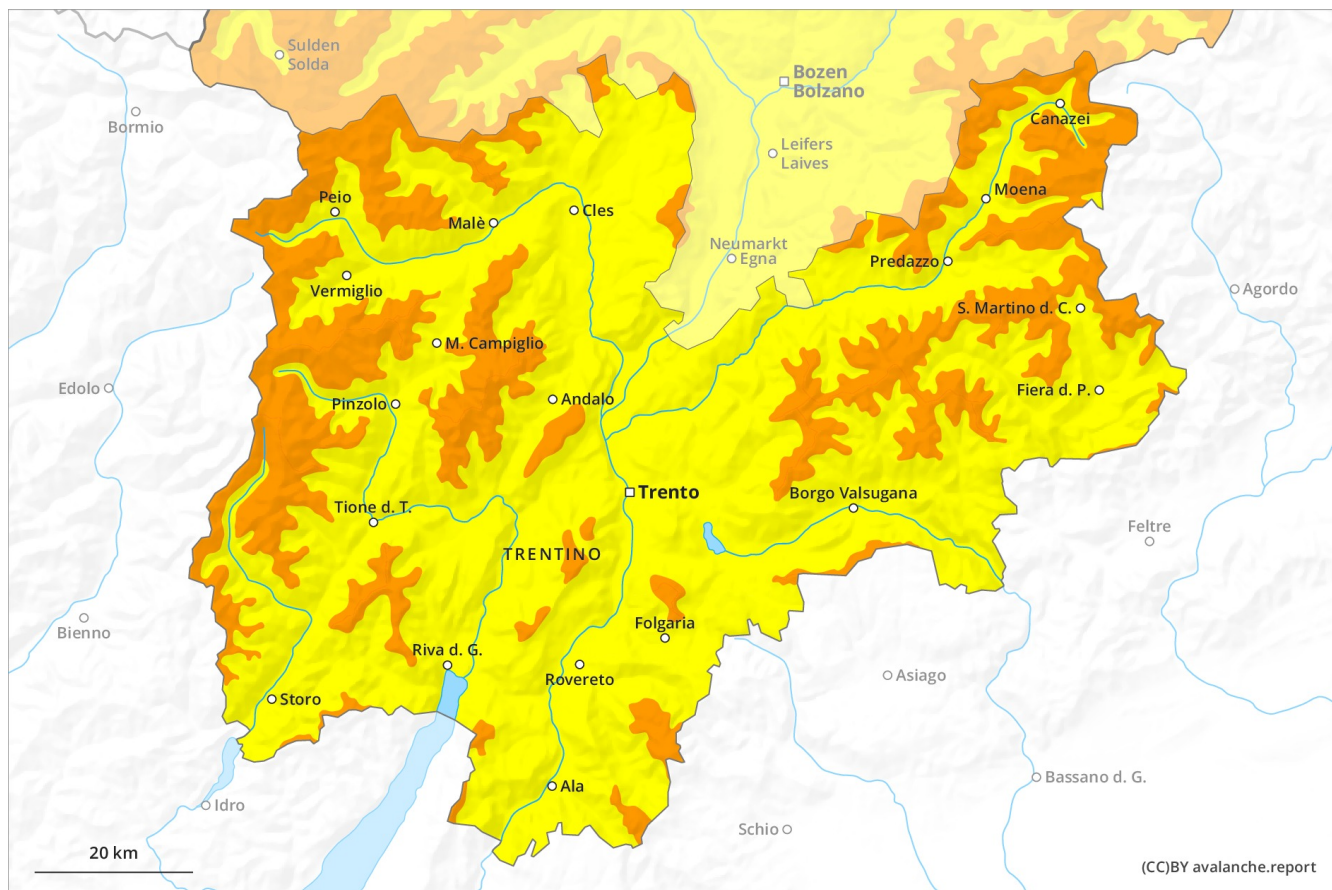 Sulden
Solda
Bozen
Bolzano
Bormio
Canazei
Leifers
Laives
Peio
Moena
Malè
Cles
Neumarkt
Egna
Predazzo
Vermiglio
Agordo
S. Martino d. C.
M. Campiglio
Edolo
Fiera d. P.
Pinzolo
Andalo
Trento
Borgo Valsugana
Tione d. T.
Feltre
TRENTINO
Bienno
Folgaria
Riva d. G.
Asiago
Rovereto
Storo
Bassano d. G.
Ala
Idro
Schio
20 km
(CC)BY avalanche.report